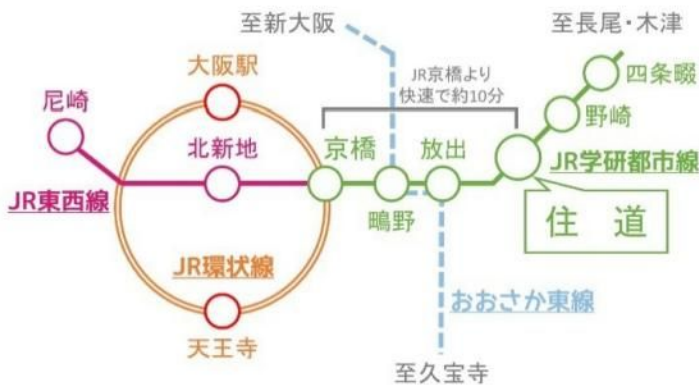 至新大阪
至長尾・木津
大阪駅
JR京橋より
快速で約10分
四条畷
尼崎
野崎
北新地
京橋
放出
JR学研都市線
JR東西線
鴫野
住道
JR環状線
おおさか東線
天王寺
至久宝寺